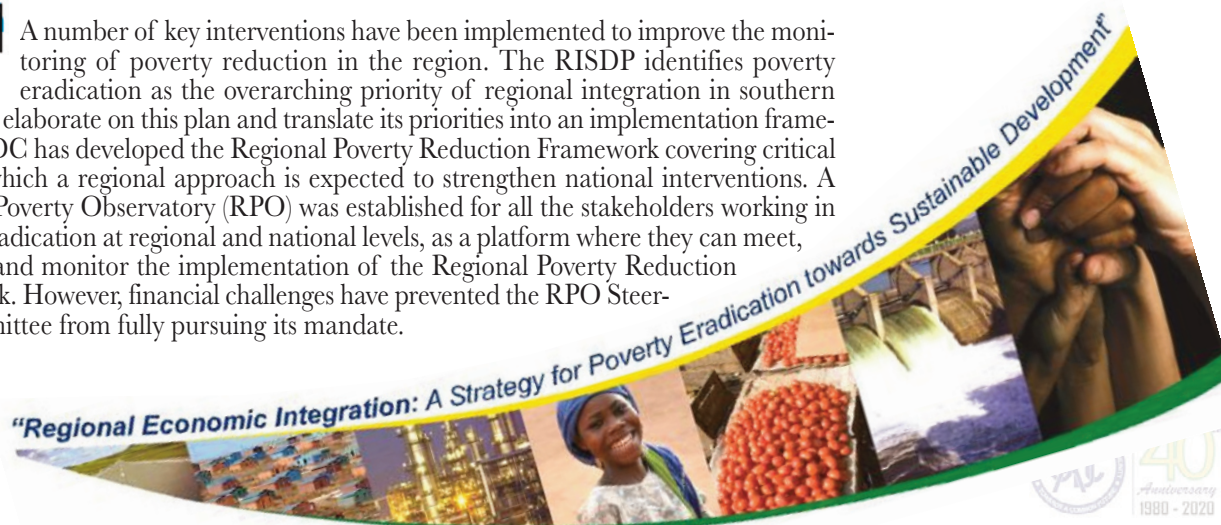 A number of key interventions have been implemented to improve the moni-
toring of poverty reduction in the region. The RISDP identifies poverty
eradication as the overarching priority of regional integration in southern
elaborate on this plan and translate its priorities into an implementation frame-
DC has developed the Regional Poverty Reduction Framework covering critical
hich a regional approach is expected to strengthen national interventions. A
Poverty Observatory (RPO) was established for all the stakeholders working in
adication at regional and national levels, as a platform where they can meet,
and monitor the implementation of the Regional Poverty Reduction
k. However, financial challenges have prevented the RPO Steer-
mittee from fully pursuing its mandate.
"Regional Economic Integration: A Strategy for Poverty Eradication towards Sustainable Development"
40
Anniversary
1980 - 2020